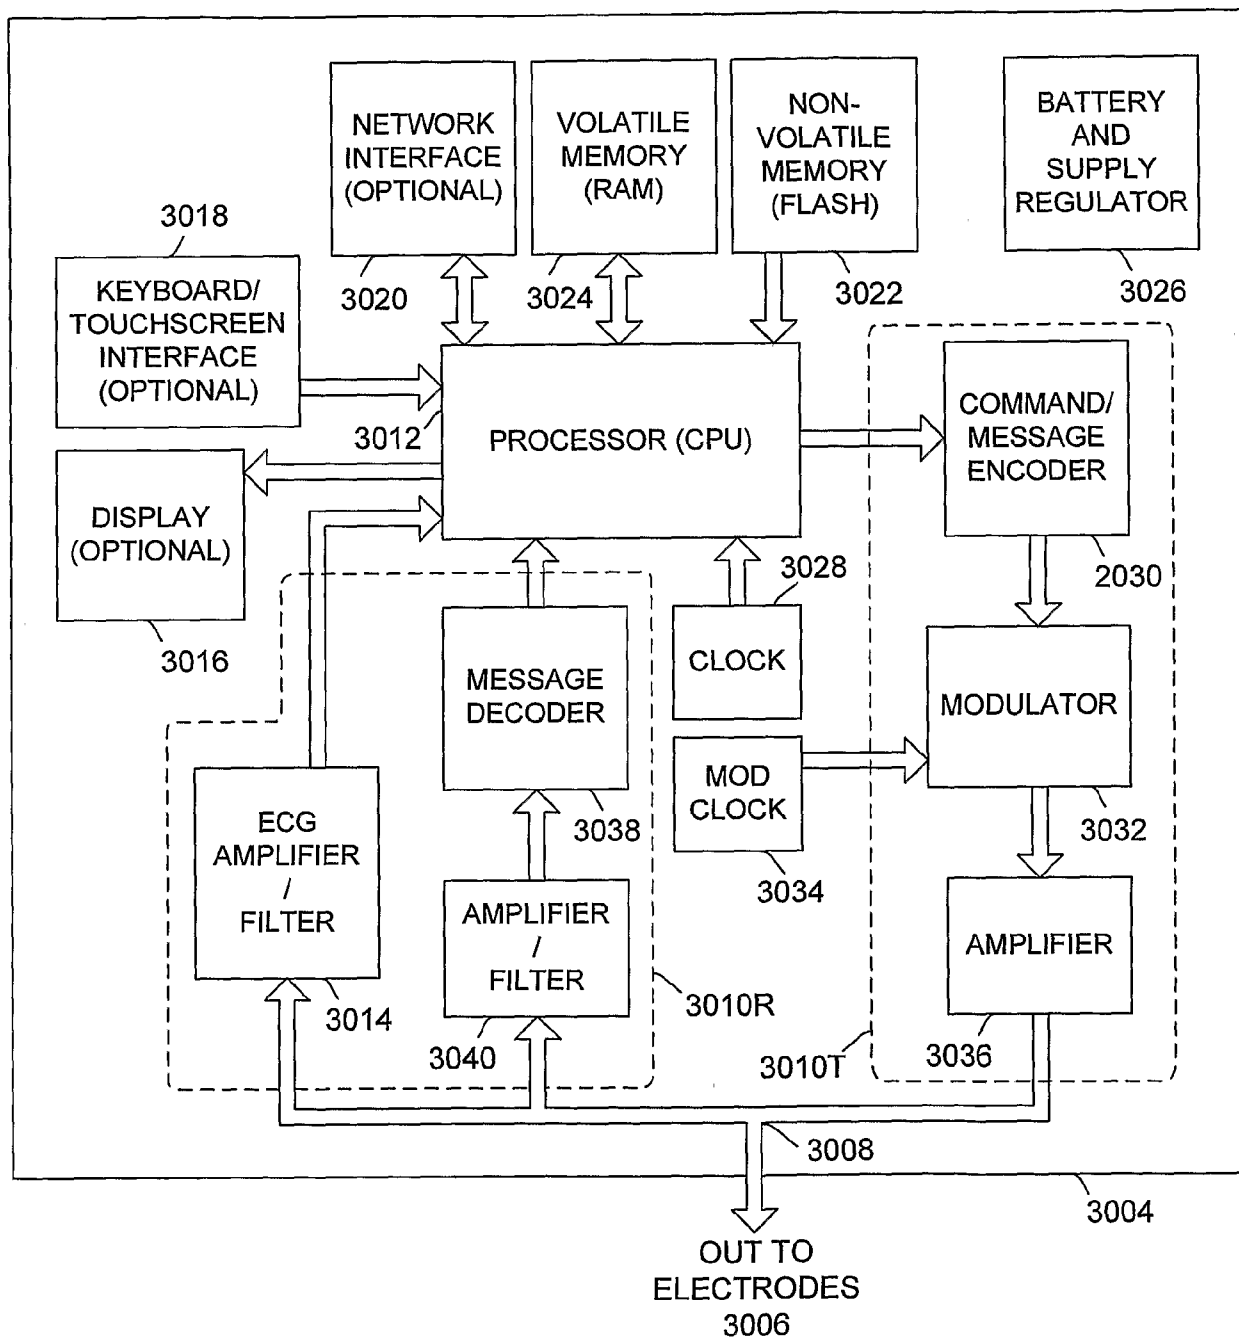 NETWORK
INTERFACE
(OPTIONAL)
3020
VOLATILE
MEMORY
(RAM)
3024
NON-
VOLATILE
MEMORY
(FLASH)
3022
BATTERY
AND
SUPPLY
REGULATOR
3026
3018
KEYBOARD/
TOUCHSCREEN
INTERFACE
(OPTIONAL)
3012
PROCESSOR (CPU)
COMMAND/
MESSAGE
ENCODER
2030
DISPLAY
(OPTIONAL)
3016
3028
CLOCK
MESSAGE
DECODER
3038
MODULATOR
3032
MOD
CLOCK
3034
ECG
AMPLIFIER
/
FILTER
3014
AMPLIFIER
/
FILTER
3040
3010R
AMPLIFIER
3036
3010T
3008
3004
OUT TO
ELECTRODES
3006